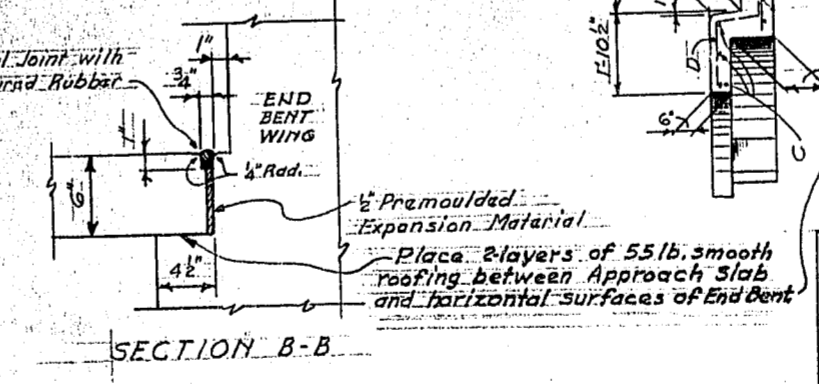 1"
Joint with
Rubber
3/4"
END
BENT
WING
1"
1/4" Rad.
6"
1/2" Premoulded
Expansion Material
4 1/2"
Place 2-layers of 55 lb. smooth
roofing between Approach Slab
and horizontal surfaces of End Bent
SECTION B-B
1'-10 1/2"
D
6"
C